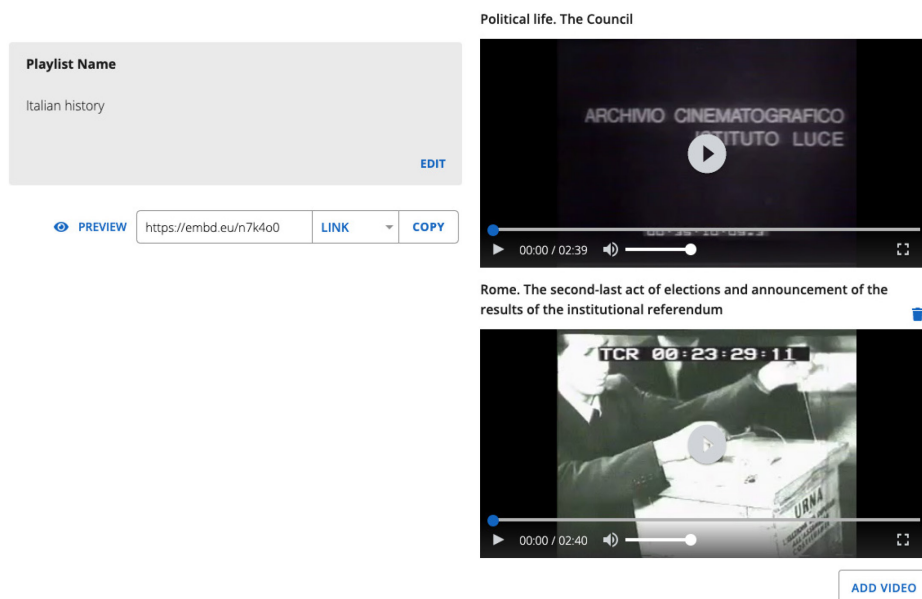 Playlist Name
Italian history
EDIT
PREVIEW
https://embd.eu/n7k4o0
LINK
COPY
Political life. The Council
ARCHIVIO CINEMATOGRAFICO
ISTITUTO LUCE
00:00 / 02:39
Rome. The second-last act of elections and announcement of the
results of the institutional referendum
TCR 00:23:29:11
URNA
00:00 / 02:40
ADD VIDEO